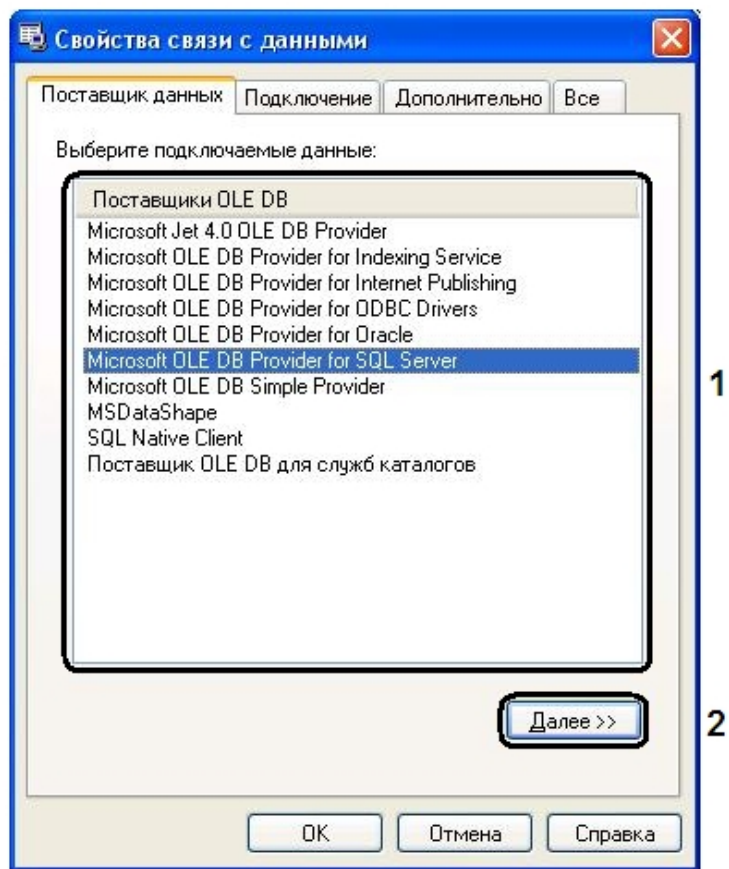 Свойства связи с данными
Поставщик данных Подключение Дополнительно Все
Выберите подключаемые данные:
Поставщики OLE DB
Microsoft Jet 4.0 OLE DB Provider
Microsoft OLE DB Provider for Indexing Service
Microsoft OLE DB Provider for Internet Publishing
Microsoft OLE DB Provider for ODBC Drivers
Microsoft OLE DB Provider for Oracle
Microsoft OLE DB Provider for SQL Server
Microsoft OLE DB Simple Provider
1
MSDataShape
SQL Native Client
Поставщик OLE DB для служб каталогов
Далее >>
2
OK Отмена Справка